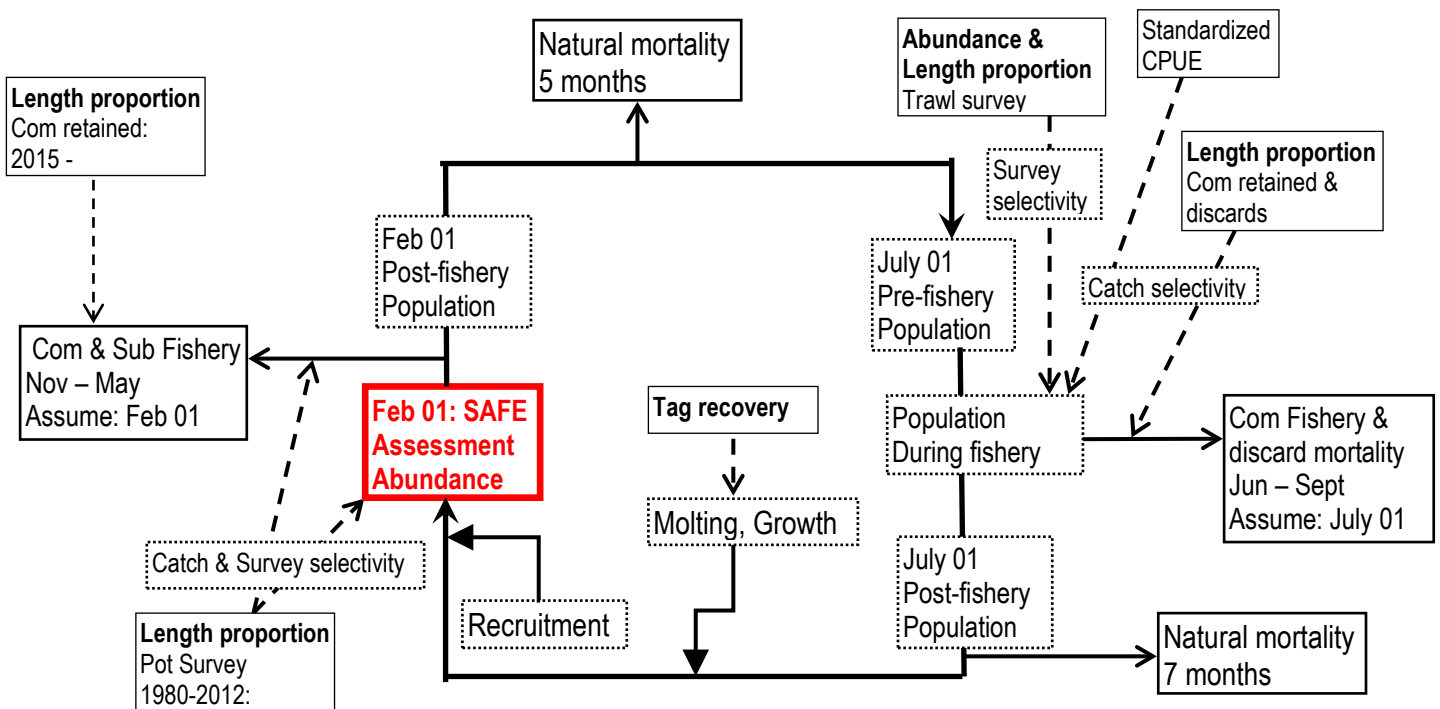 Natural mortality
5 months
Abundance &
Length proportion
Trawl survey
Standardized
CPUE
Length proportion
Com retained:
2015 -
Survey
selectivity
Length proportion
Com retained &
discards
Feb 01
Post-fishery
Population
July 01
Pre-fishery
Population
Catch selectivity
Com & Sub Fishery
Nov – May
Assume: Feb 01
Feb 01: SAFE
Assessment
Abundance
Tag recovery
Population
During fishery
Com Fishery &
discard mortality
Jun – Sept
Assume: July 01
Molting, Growth
Catch & Survey selectivity
Recruitment
July 01
Post-fishery
Population
Length proportion
Pot Survey
1980-2012:
Natural mortality
7 months